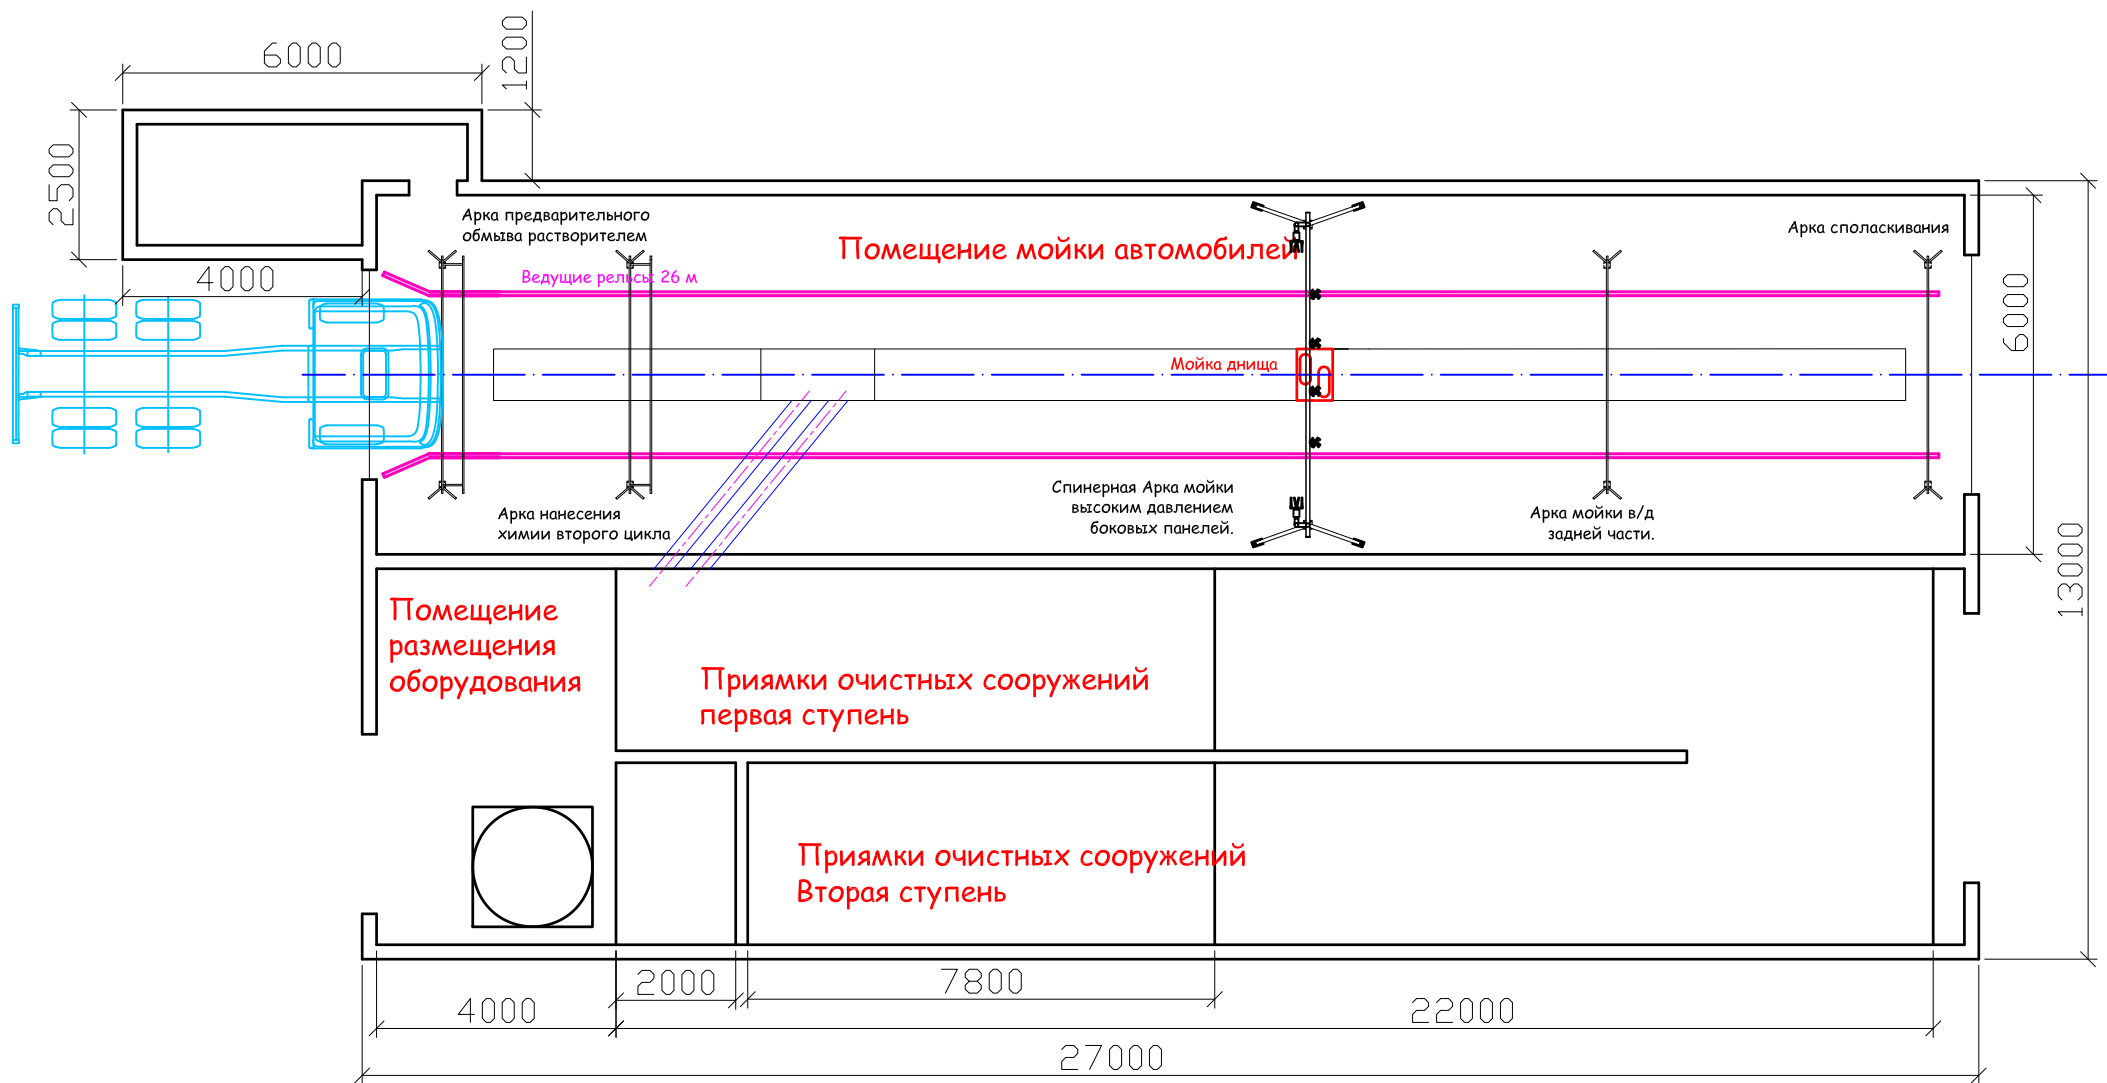 6000
1200
2500
4000
Арка предварительного
обмыва растворителем
Ведущие рельсы: 26 м
Помещение мойки автомобилей
Арка споласкивания
6000
Мойка днища
Арка нанесения
химии второго цикла
Спинерная Арка мойки
высоким давлением
боковых панелей.
Арка мойки в/д
задней части.
13000
Помещение
размещения
оборудования
Приямки очистных сооружений
первая ступень
Приямки очистных сооружений
Вторая ступень
2000
7800
4000
22000
27000